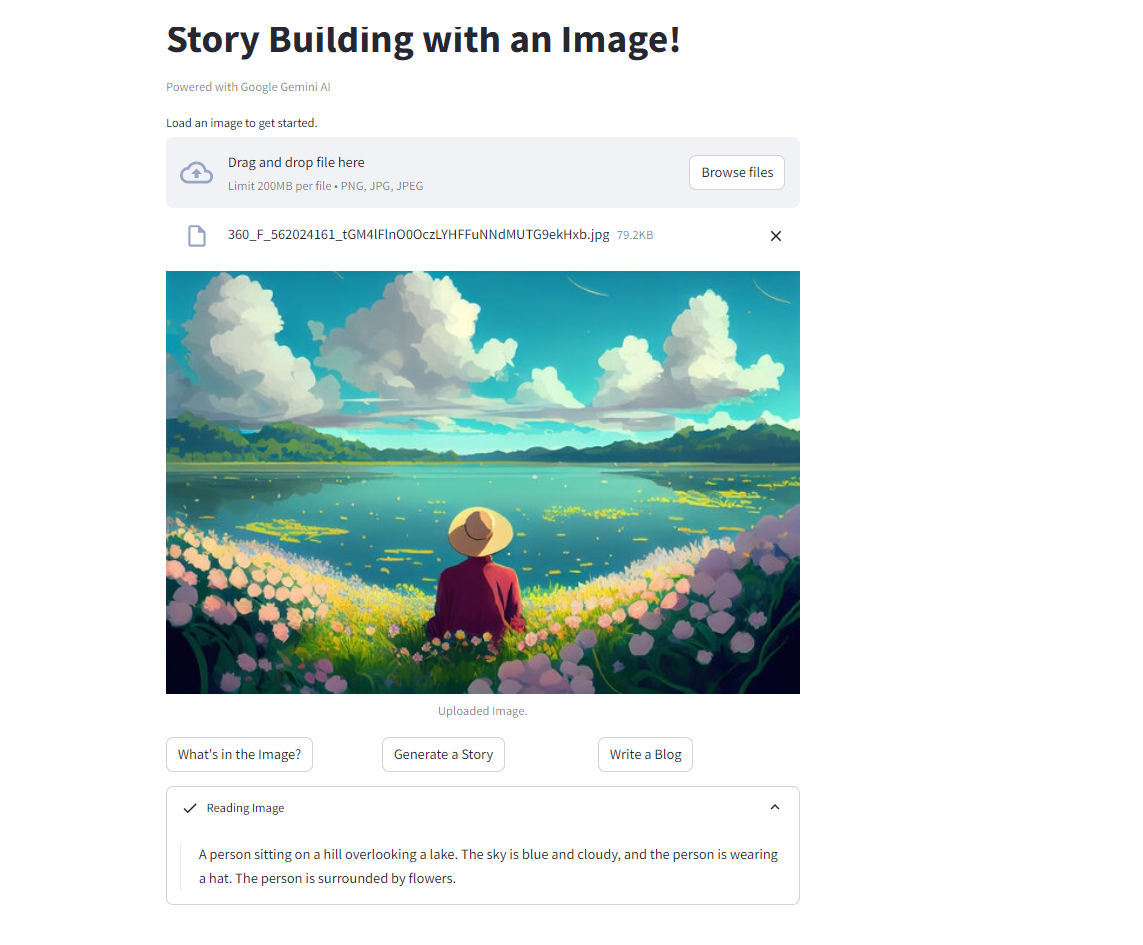 Story Building with an Image!
Powered with Google Gemini AI
Load an image to get started.
Drag and drop file here
Limit 200MB per file • PNG, JPG, JPEG
Browse files
360_F_562024161_tGM4lFlnO0OczLYHFFuNNdMUTG9ekHxb.jpg 79.2KB
Uploaded Image.
What's in the Image?
Generate a Story
Write a Blog
Reading Image
A person sitting on a hill overlooking a lake. The sky is blue and cloudy, and the person is wearing
a hat. The person is surrounded by flowers.